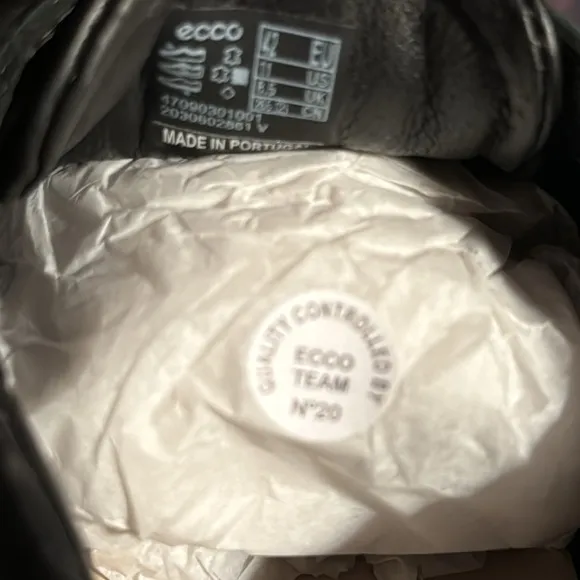 ecco
42 EU
11 US
8.5 UK
47090301001
2030602861 V
MADE IN PORTUGAL
QUALITY CONTROLLED BY
ECCO
TEAM
N°20